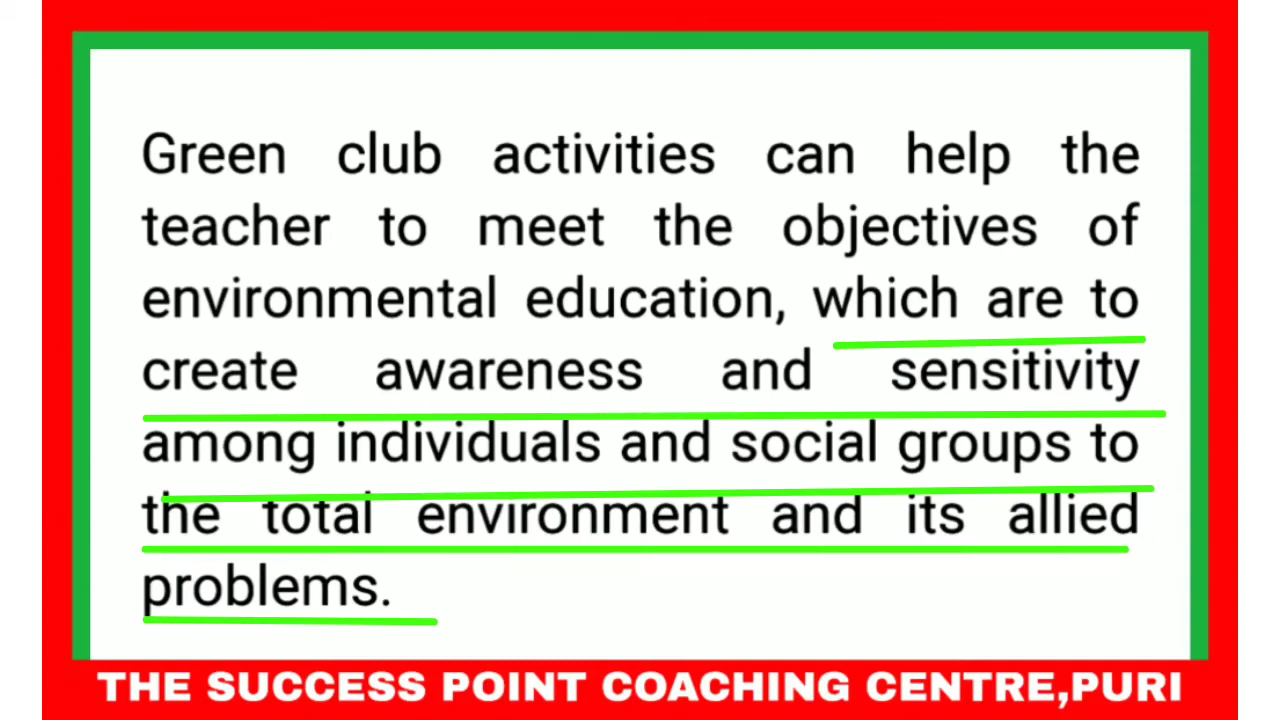 Green club activities can help the
teacher to meet the objectives of
environmental education, which are to
create awareness and sensitivity
among individuals and social groups to
the total environment and its allied
problems.
THE SUCCESS POINT COACHING CENTRE,PURI